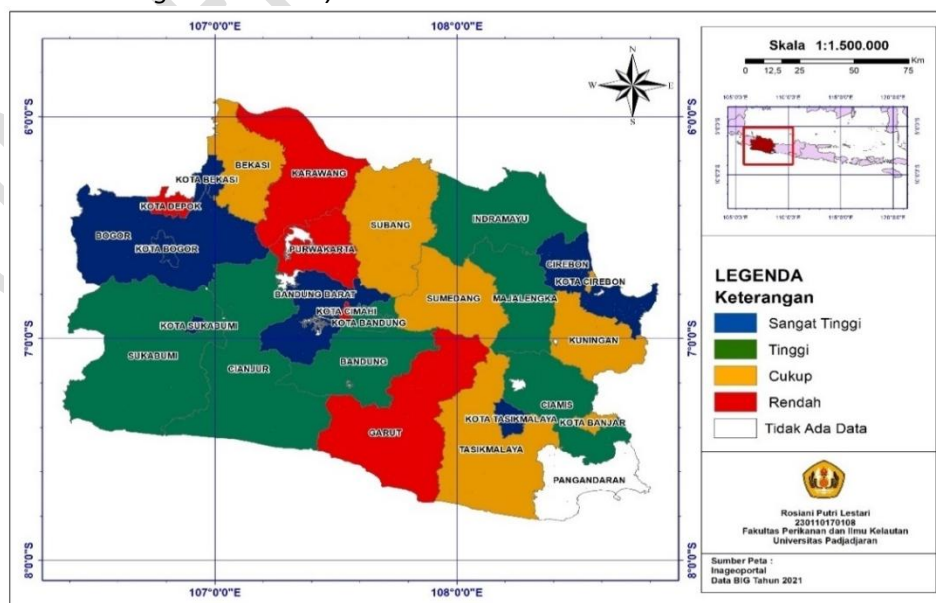 107°0'0"E 108°0'0"E
6°0'0"S
7°0'0"S
8°0'0"S
N
W E
S
BEKASI
KOTA BEKASI
KARAWANG
KOTA DEPOK
SUBANG
INDRAMAYU
BOGOR
KOTA BOGOR
PURWAKARTA
CIREBON
KOTA CIREBON
BANDUNG BARAT
SUMEDANG
MAJALENGKA
KOTA CIMAHI
KOTA BANDUNG
KOTA SUKABUMI
KUNINGAN
SUKABUMI
CIANJUR
BANDUNG
CIAMIS
KOTA TASIKMALAYA
KOTA BANJAR
GARUT
TASIKMALAYA
PANGANDARAN
6°0'0"S
7°0'0"S
8°0'0"S
107°0'0"E 108°0'0"E
Skala 1:1.500.000
Km
0 12,5 25 50 75
LEGENDA
Keterangan
Sangat Tinggi
Tinggi
Cukup
Rendah
Tidak Ada Data
Rosiani Putri Lestari
230110170108
Fakultas Perikanan dan Ilmu Kelautan
Universitas Padjadjaran
Sumber Peta :
Inageoportal
Data BIG Tahun 2021